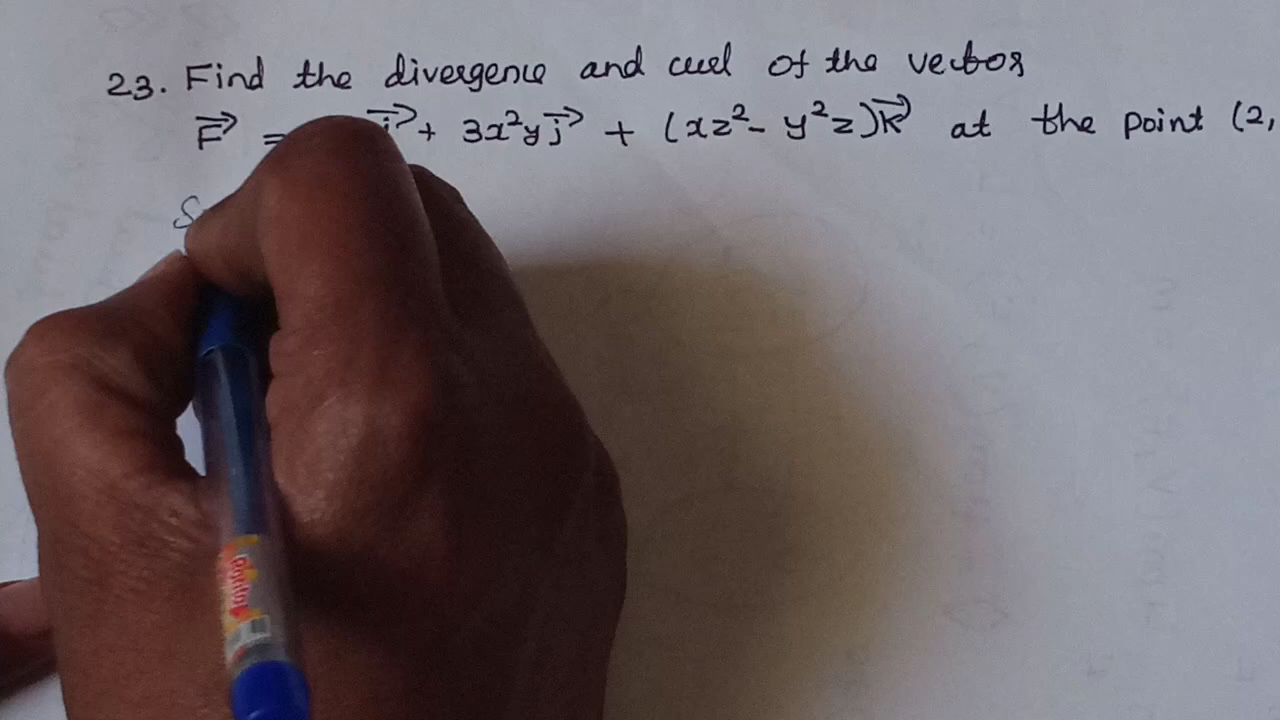 23. Find the divergence and curl of the vector
F⃗ = i⃗ + 3x²y j⃗ + (xz² - y²z) k⃗ at the point (2,